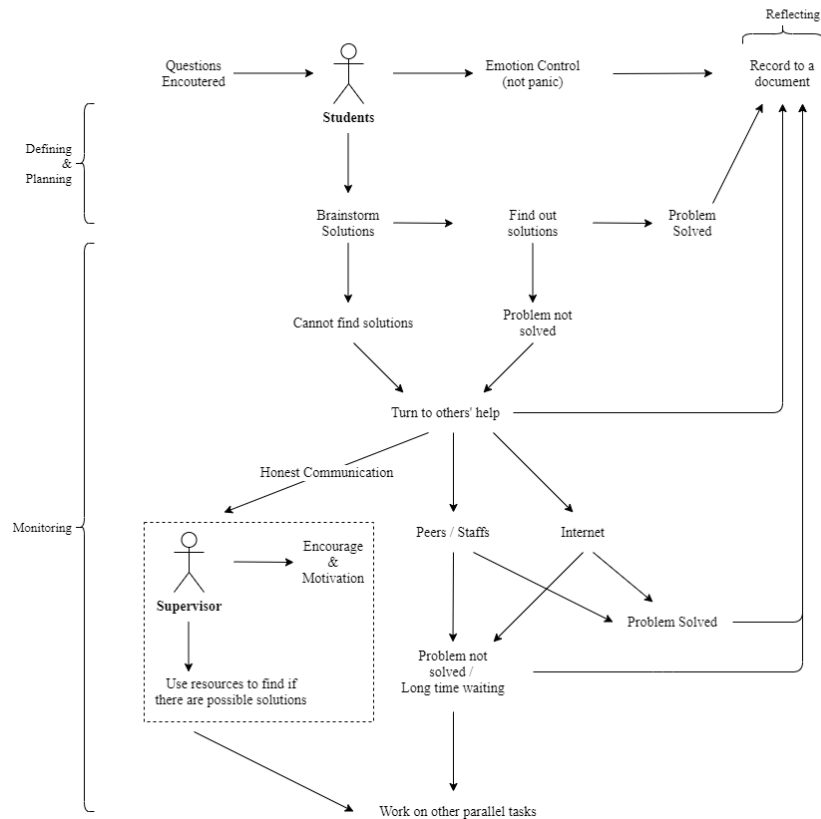 Reflecting
Questions
Encoutered
Emotion Control
(not panic)
Record to a
document
Students
Defining
&
Planning
Brainstorm
Solutions
Find out
solutions
Problem
Solved
Cannot find solutions
Problem not
solved
Turn to others' help
Honest Communication
Monitoring
Peers / Staffs
Internet
Encourage
&
Motivation
Supervisor
Problem Solved
Problem not
solved /
Long time waiting
Use resources to find if
there are possible solutions
Work on other parallel tasks